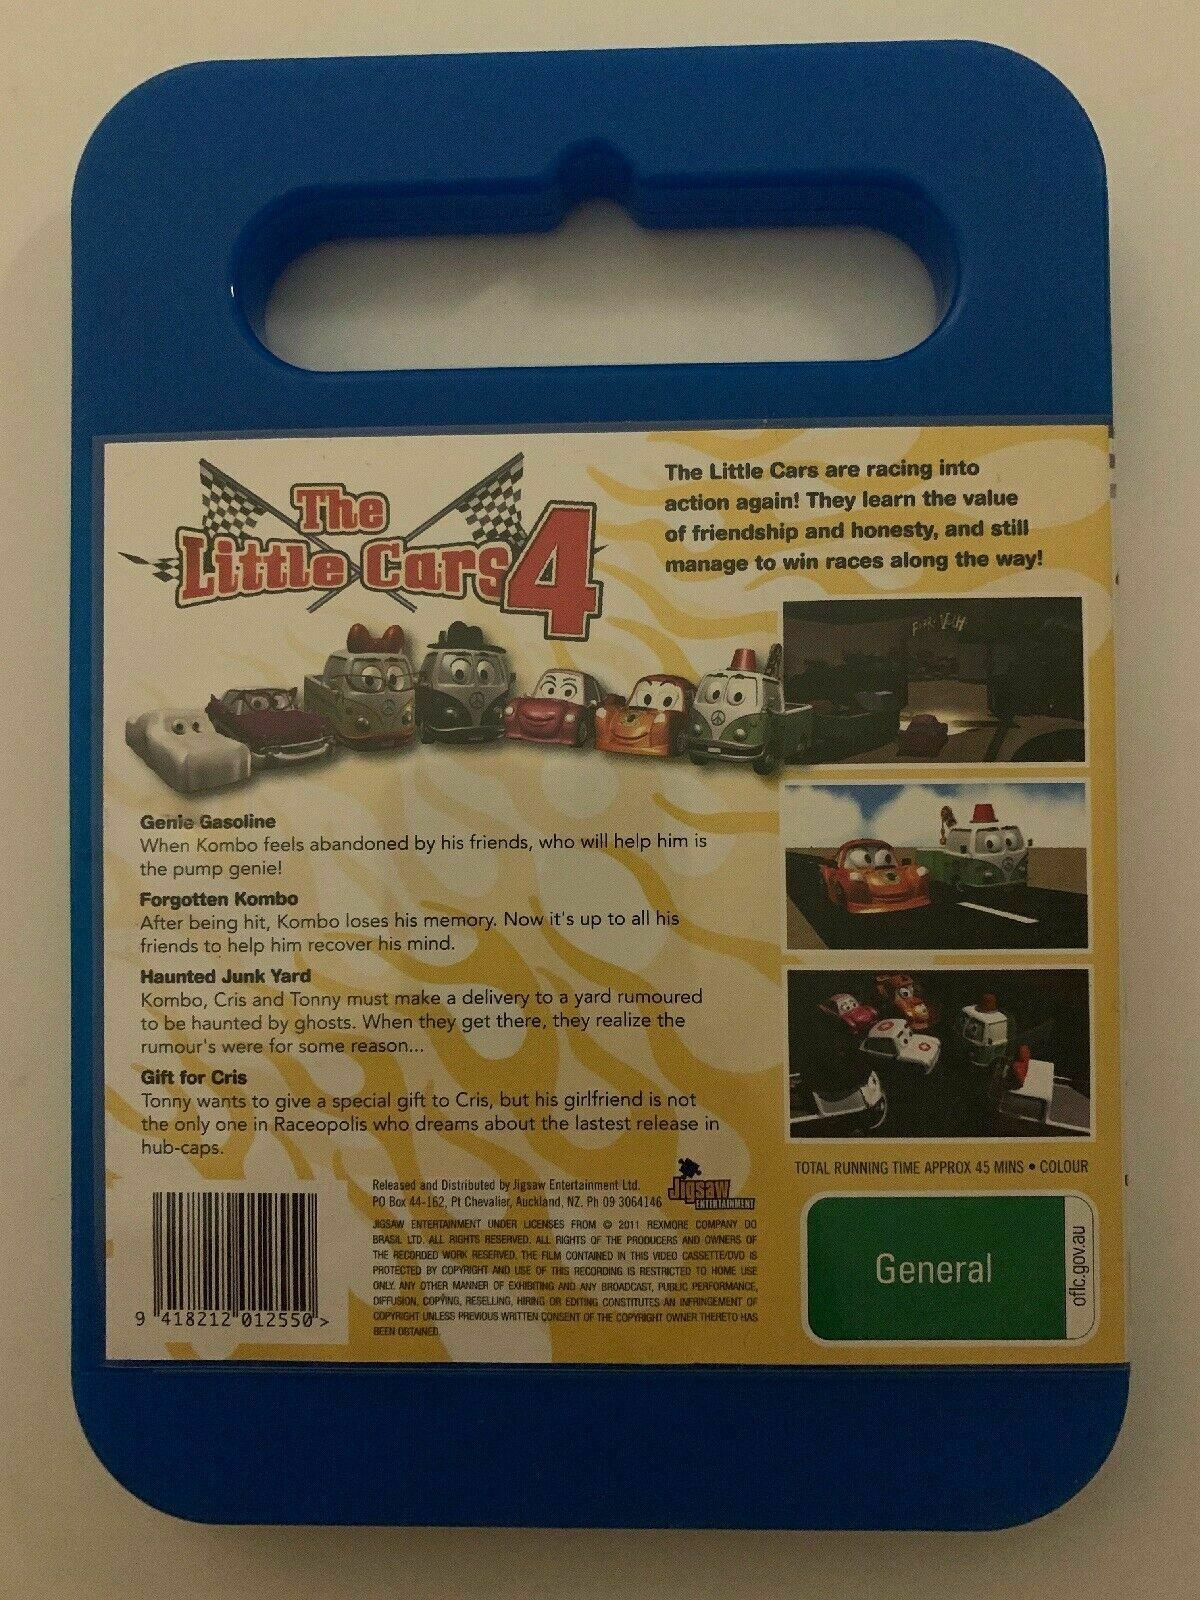 The
Little Cars 4
The Little Cars are racing into
action again! They learn the value
of friendship and honesty, and still
manage to win races along the way!
Genie Gasoline
When Kombo feels abandoned by his friends, who will help him is
the pump genie!
Forgotten Kombo
After being hit, Kombo loses his memory. Now it's up to all his
friends to help him recover his mind.
Haunted Junk Yard
Kombo, Cris and Tonny must make a delivery to a yard rumoured
to be haunted by ghosts. When they get there, they realize the
rumour's were for some reason...
Gift for Cris
Tonny wants to give a special gift to Cris, but his girlfriend is not
the only one in Raceopolis who dreams about the lastest release in
hub-caps.
TOTAL RUNNING TIME APPROX 45 MINS • COLOUR
Released and Distributed by Jigsaw Entertainment Ltd.
PO Box 44-162, Pt Chevalier, Auckland, NZ. Ph 09 3064146
Jigsaw
ENTERTAINMENT
JIGSAW ENTERTAINMENT UNDER LICENSES FROM © 2011 REXMORE COMPANY DO
BRASIL LTD. ALL RIGHTS RESERVED. ALL RIGHTS OF THE PRODUCERS AND OWNERS OF
THE RECORDED WORK RESERVED. THE FILM CONTAINED IN THIS VIDEO CASSETTE/DVD IS
PROTECTED BY COPYRIGHT AND USE OF THIS RECORDING IS RESTRICTED TO HOME USE
ONLY. ANY OTHER MANNER OF EXHIBITING AND ANY BROADCAST, PUBLIC PERFORMANCE,
DIFFUSION, COPYING, RESELLING, HIRING OR EDITING CONSTITUTES AN INFRINGEMENT OF
COPYRIGHT UNLESS PREVIOUS WRITTEN CONSENT OF THE COPYRIGHT OWNER THERETO HAS
BEEN OBTAINED.
9 418212 012550 >
General
oflc.gov.au